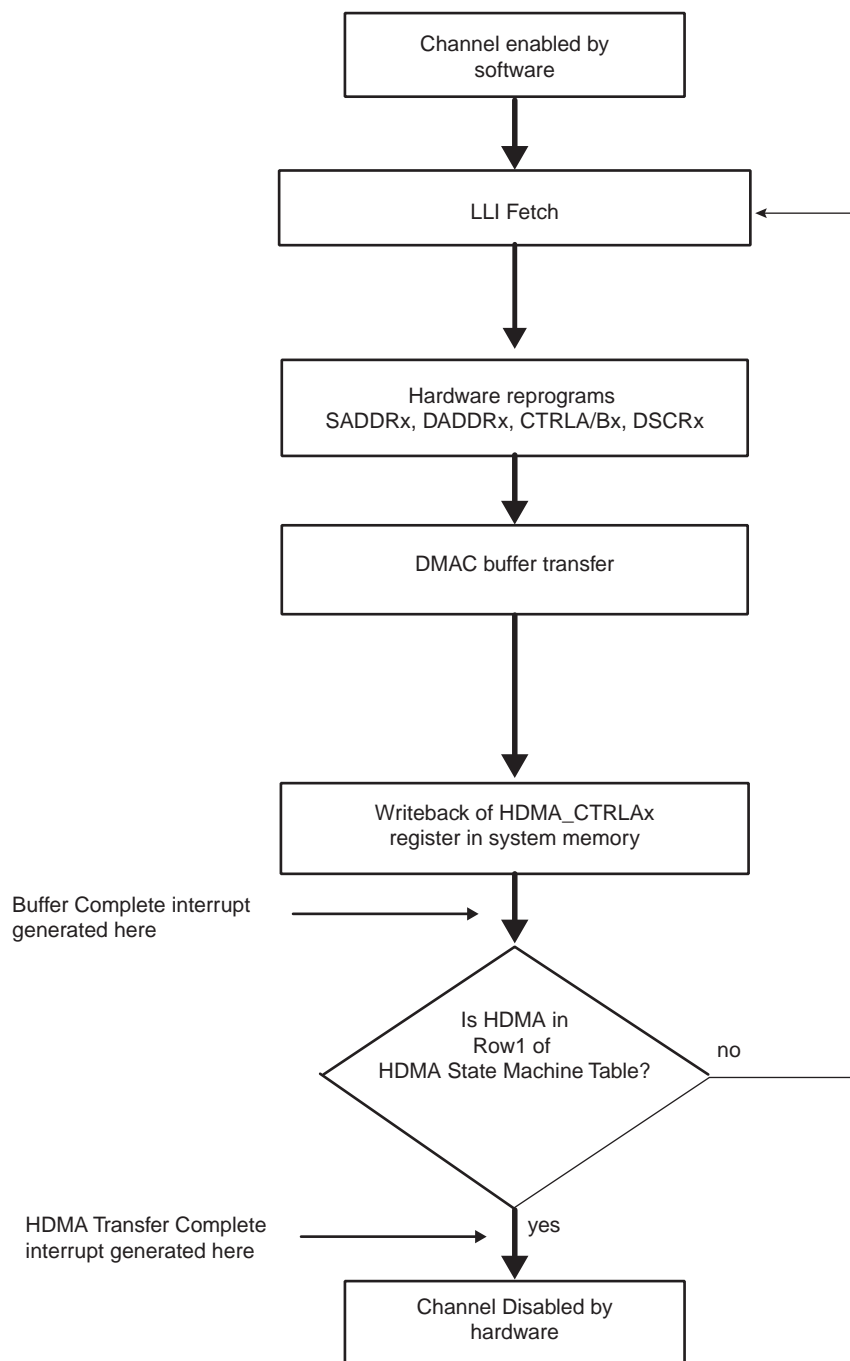 Channel enabled by
software
LLI Fetch
Hardware reprograms
SADDRx, DADDRx, CTRLA/Bx, DSCRx
DMAC buffer transfer
Writeback of HDMA_CTRLAx
register in system memory
Buffer Complete interrupt
generated here
Is HDMA in
Row1 of
HDMA State Machine Table?
no
HDMA Transfer Complete
interrupt generated here
yes
Channel Disabled by
hardware